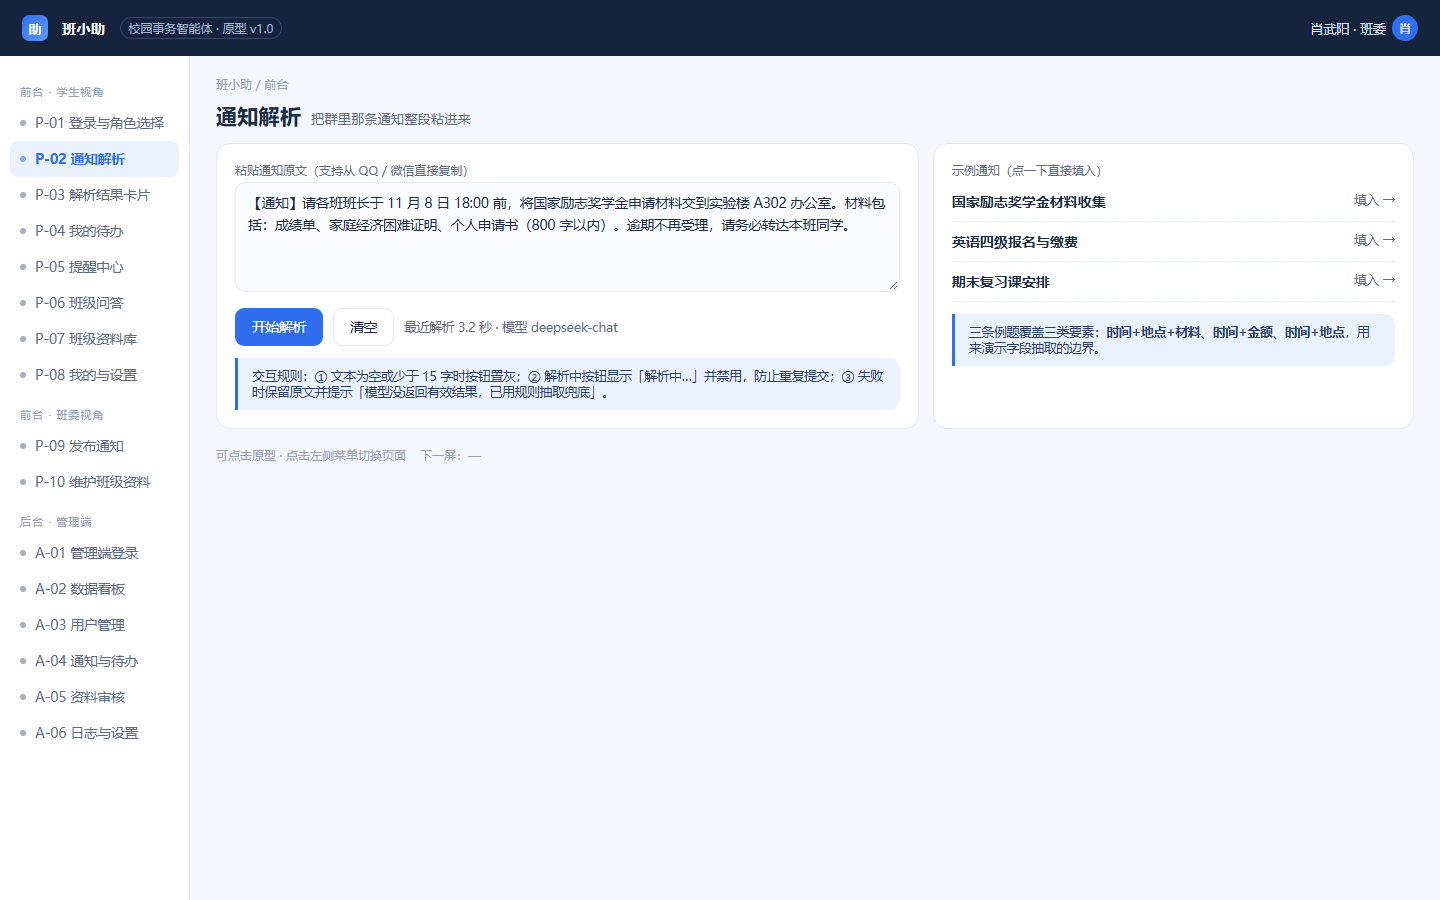 助 班小助 校园事务智能体 · 原型 v1.0
肖武阳 · 班委 肖
前台 · 学生视角
P-01 登录与角色选择
P-02 通知解析
P-03 解析结果卡片
P-04 我的待办
P-05 提醒中心
P-06 班级问答
P-07 班级资料库
P-08 我的与设置
前台 · 班委视角
P-09 发布通知
P-10 维护班级资料
后台 · 管理端
A-01 管理端登录
A-02 数据看板
A-03 用户管理
A-04 通知与待办
A-05 资料审核
A-06 日志与设置
班小助 / 前台
通知解析 把群里那条通知整段粘进来
粘贴通知原文（支持从 QQ / 微信直接复制）
【通知】请各班班长于 11 月 8 日 18:00 前，将国家励志奖学金申请材料交到实验楼 A302 办公室。材料包
括：成绩单、家庭经济困难证明、个人申请书（800 字以内）。逾期不再受理，请务必转达本班同学。
开始解析 清空 最近解析 3.2 秒 · 模型 deepseek-chat
交互规则：① 文本为空或少于 15 字时按钮置灰；② 解析中按钮显示「解析中…」并禁用，防止重复提交；③ 失败
时保留原文并提示「模型没返回有效结果，已用规则抽取兜底」。
示例通知（点一下直接填入）
国家励志奖学金材料收集 填入 →
英语四级报名与缴费 填入 →
期末复习课安排 填入 →
三条例题覆盖三类要素：时间+地点+材料、时间+金额、时间+地点，用
来演示字段抽取的边界。
可点击原型 · 点击左侧菜单切换页面 下一屏：—